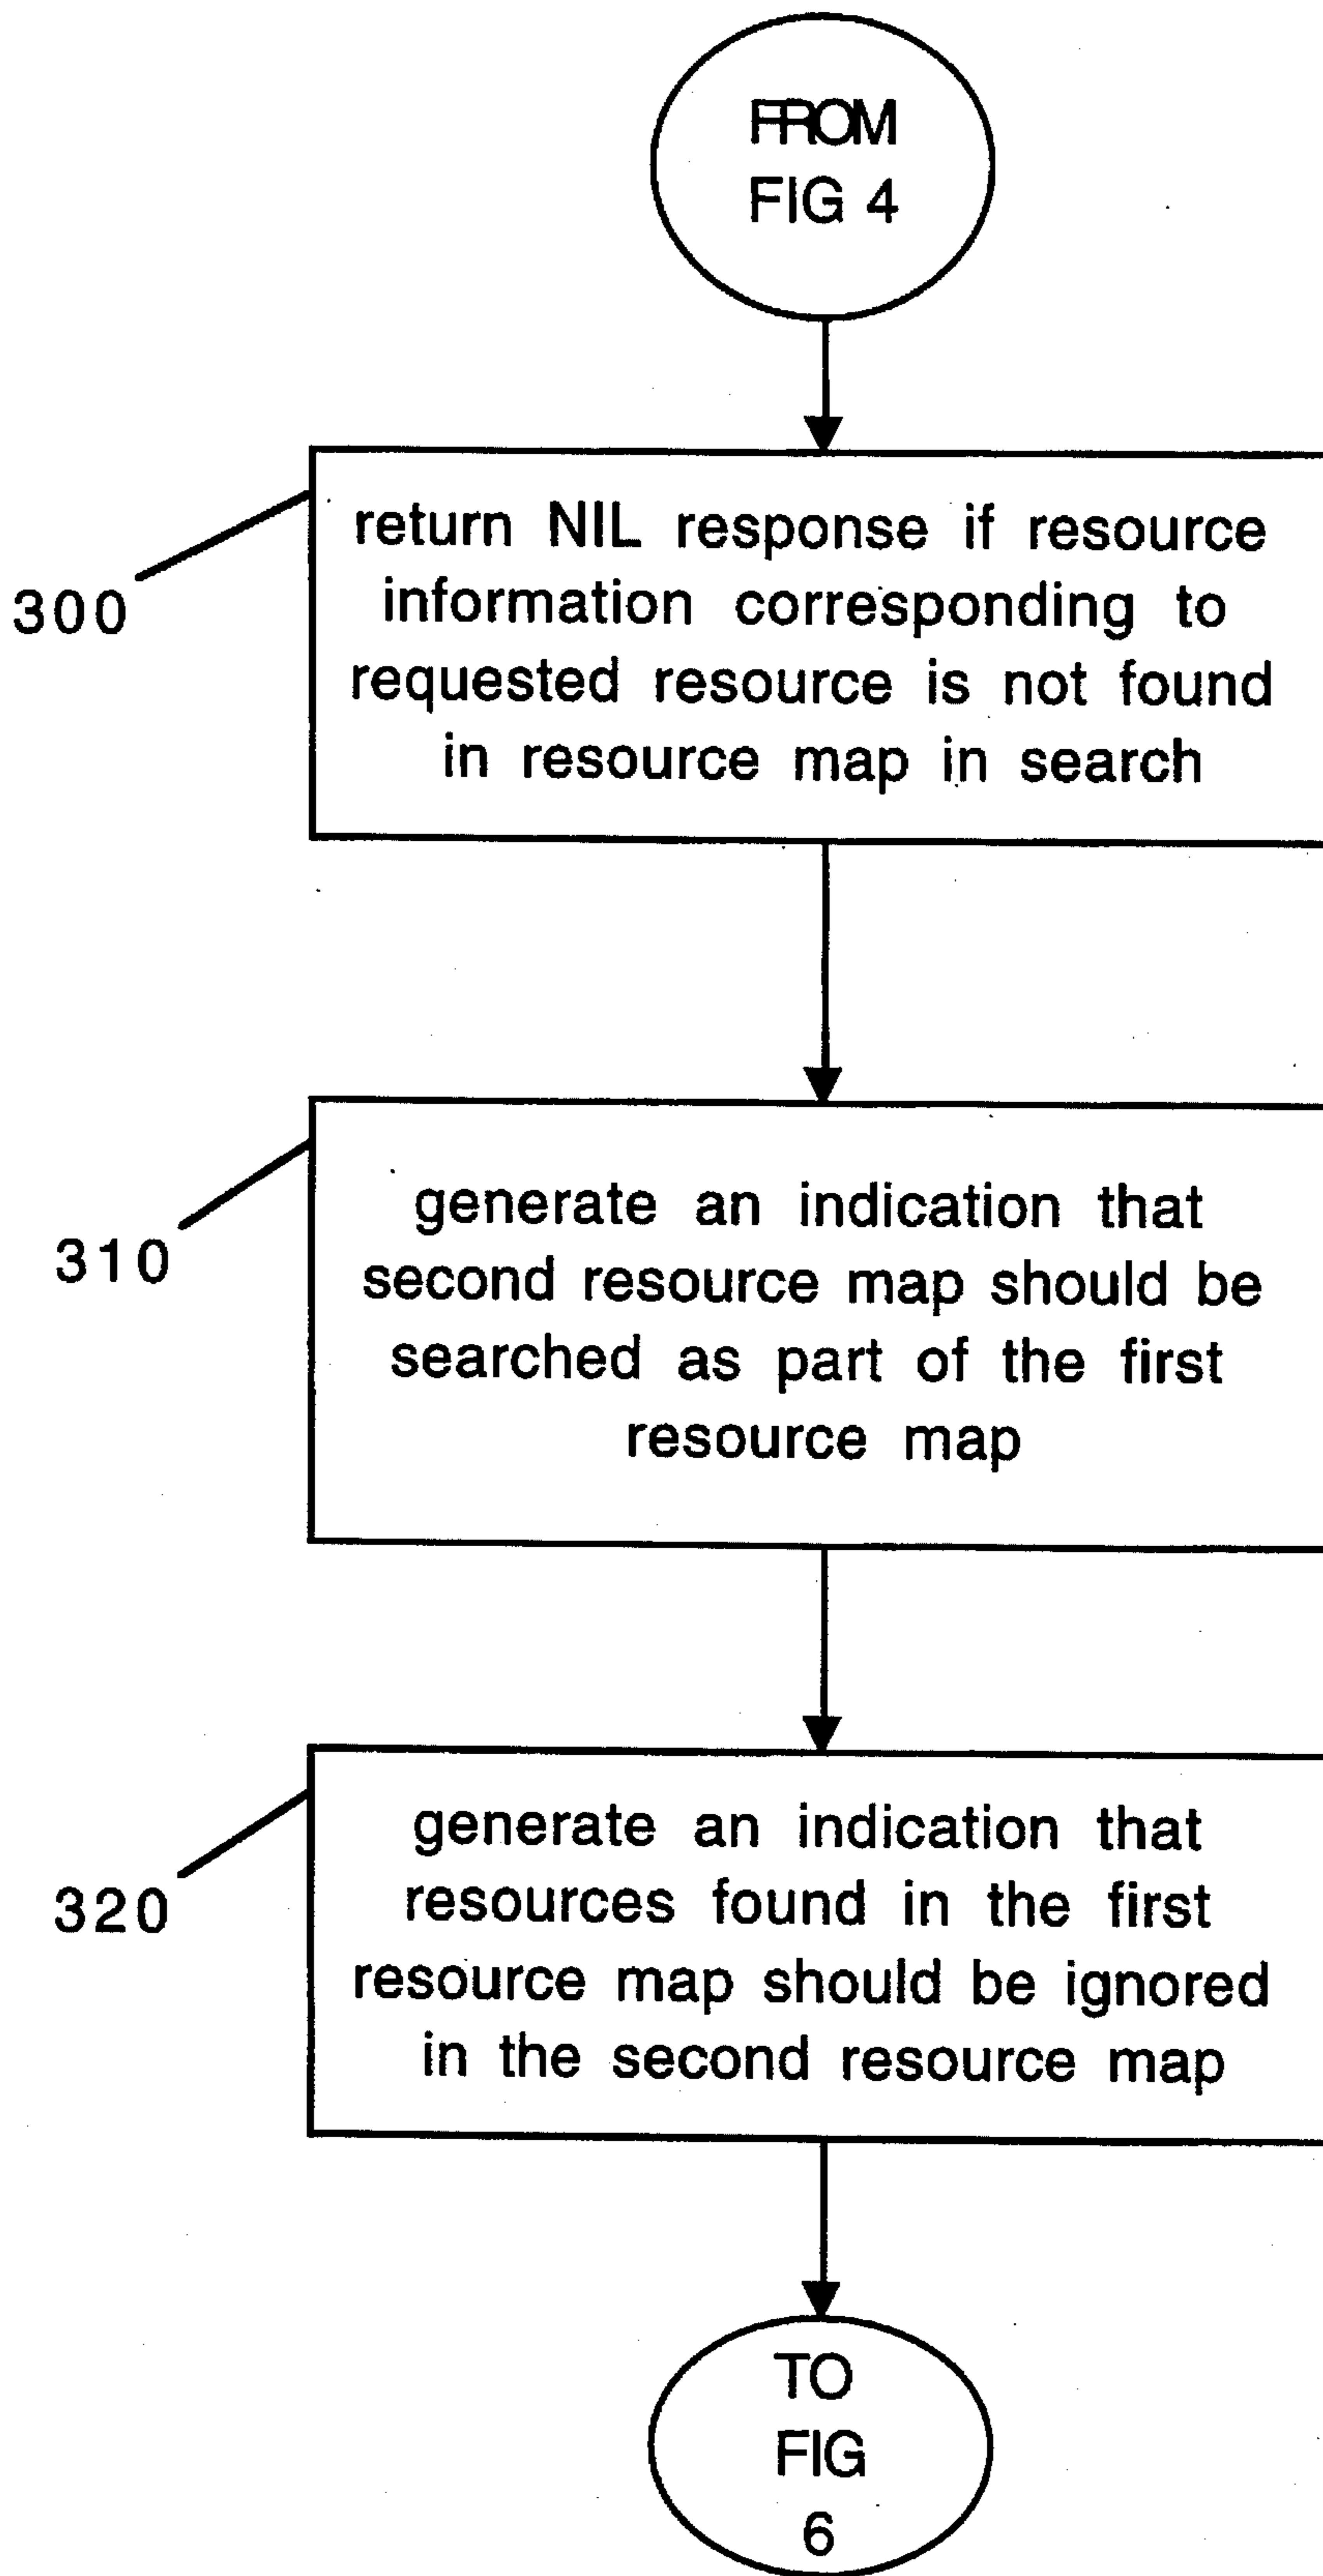 FROM
FIG 4
300
return NIL response if resource
information corresponding to
requested resource is not found
in resource map in search
310
generate an indication that
second resource map should be
searched as part of the first
resource map
320
generate an indication that
resources found in the first
resource map should be ignored
in the second resource map
TO
FIG
6